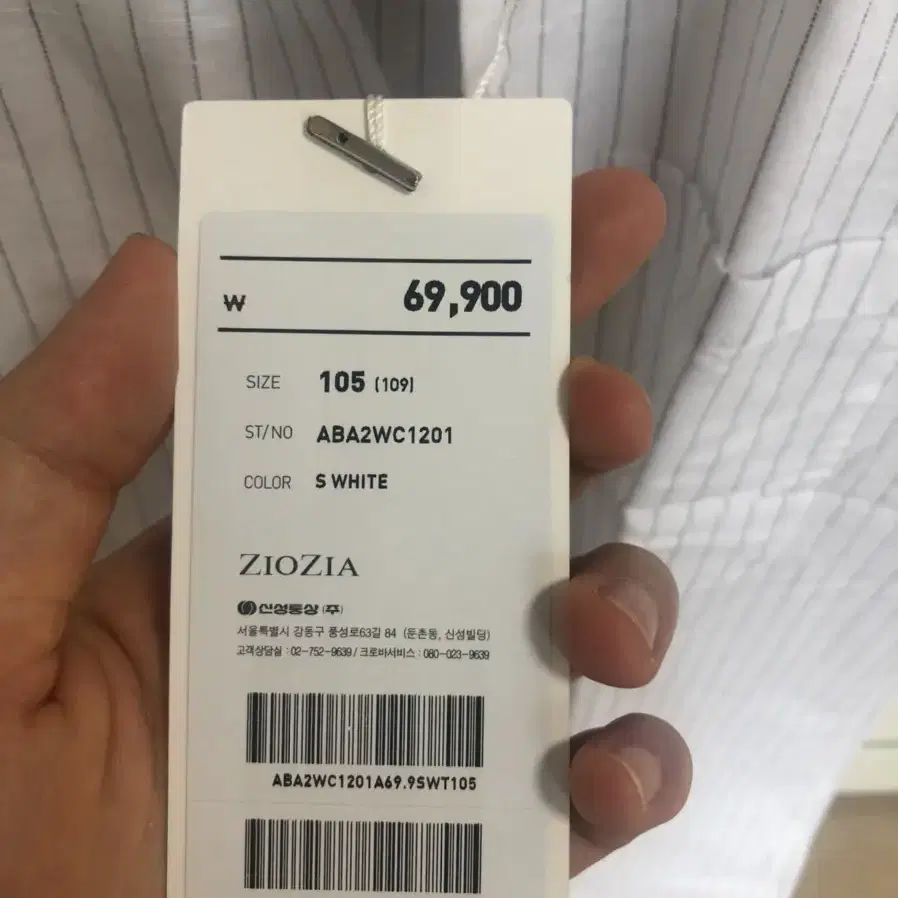 ₩ 69,900
SIZE 105 (109)
ST/NO ABA2WC1201
COLOR S WHITE
ZIOZIA
신성통상(주)
서울특별시 강동구 풍성로63길 84 (둔촌동, 신성빌딩)
고객상담실 : 02-752-9639 / 크로바서비스 : 080-023-9639
ABA2WC1201A69.9SWT105